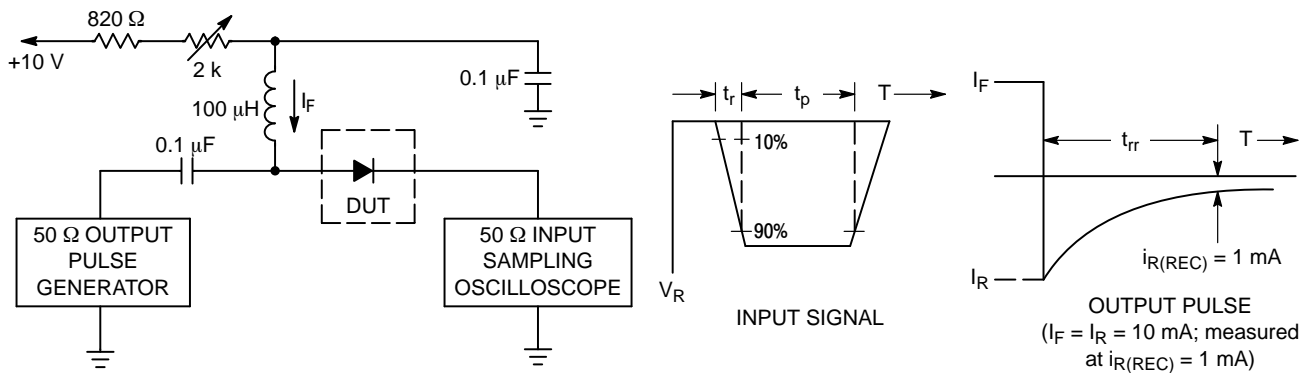 820 Ω
+10 V
2 k
100 μH
I_F
0.1 μF
0.1 μF
DUT
50 Ω OUTPUT
PULSE
GENERATOR
50 Ω INPUT
SAMPLING
OSCILLOSCOPE
t_r
t_p
T
10%
90%
V_R
INPUT SIGNAL
I_F
t_rr
T
I_R
i_R(REC) = 1 mA
OUTPUT PULSE
(I_F = I_R = 10 mA; measured
at i_R(REC) = 1 mA)